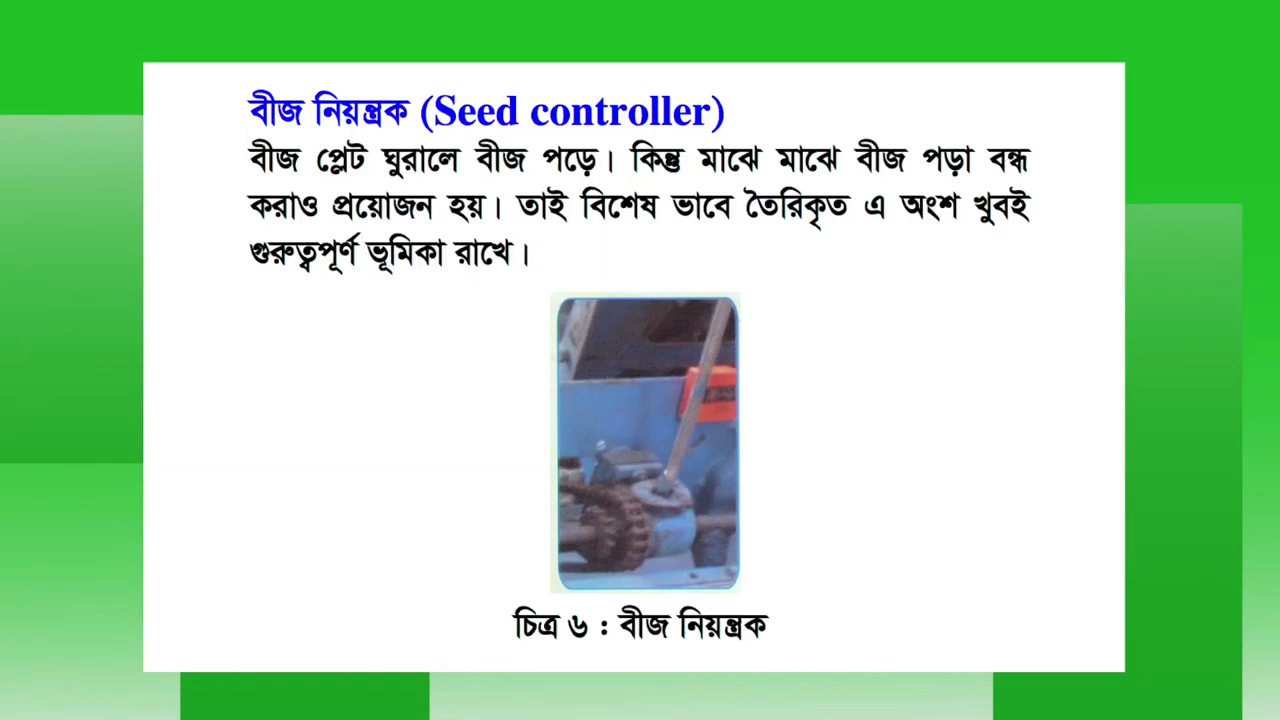 বীজ নিয়ন্ত্রক (Seed controller)
বীজ প্লেট ঘুরালে বীজ পড়ে। কিন্তু মাঝে মাঝে বীজ পড়া বন্ধ
করাও প্রয়োজন হয়। তাই বিশেষ ভাবে তৈরিকৃত এ অংশ খুবই
গুরুত্বপূর্ণ ভূমিকা রাখে।
চিত্র ৬ : বীজ নিয়ন্ত্রক